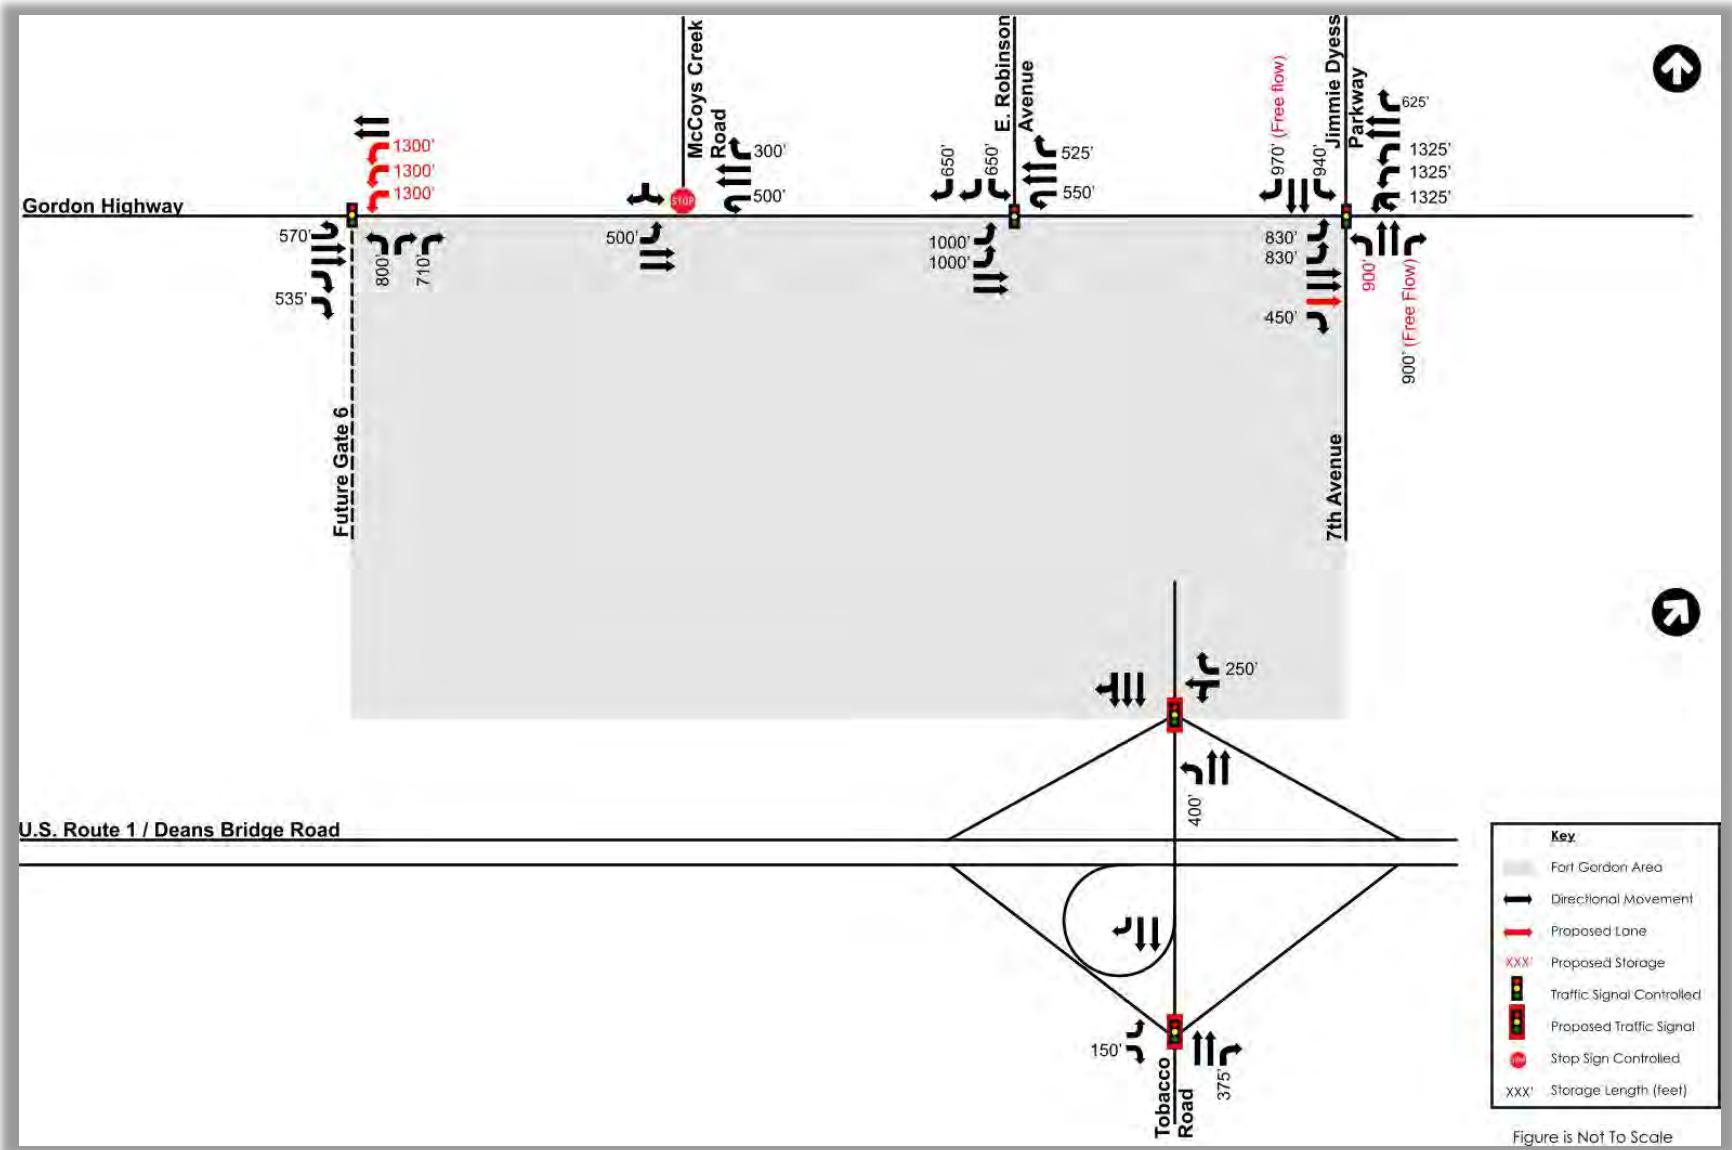 McCoys Creek
Road
E. Robinson
Avenue
Jimmie Dyess
Parkway
1300'
1300'
1300'
300'
500'
650'
650'
525'
550'
970' (Free flow)
940'
625'
1325'
1325'
1325'
Gordon Highway
570'
535'
800'
710'
500'
1000'
1000'
830'
830'
450'
900'
900' (Free Flow)
Future Gate 6
7th Avenue
250'
400'
U.S. Route 1 / Deans Bridge Road
150'
375'
Tobacco
Road
Key
Fort Gordon Area
Directional Movement
Proposed Lane
XXX' Proposed Storage
Traffic Signal Controlled
Proposed Traffic Signal
STOP
Stop Sign Controlled
XXX' Storage Length (feet)
Figure is Not To Scale